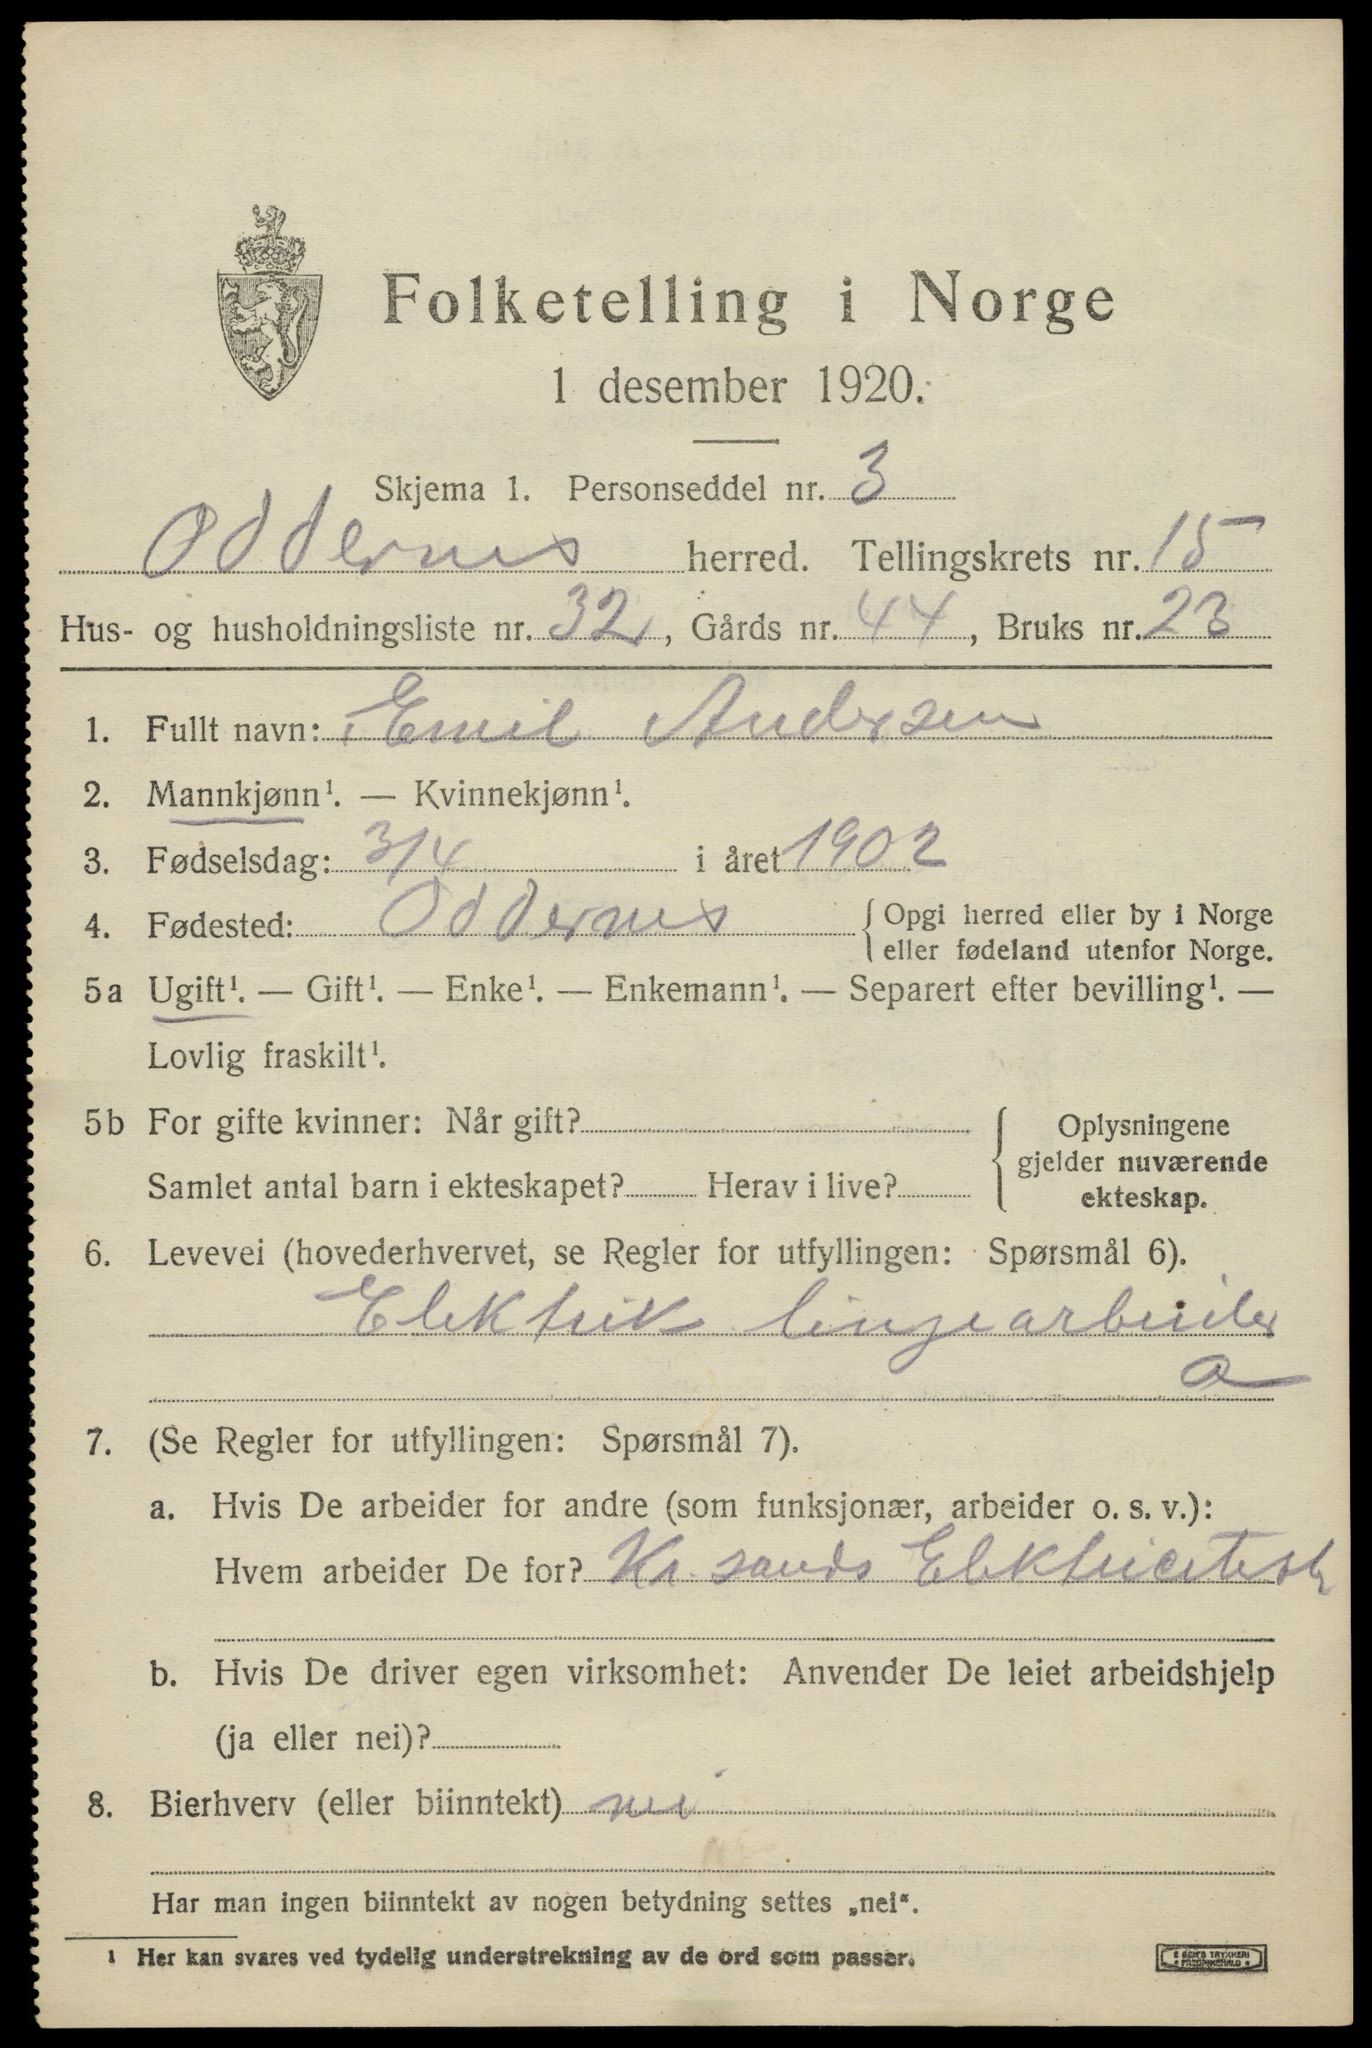 Folketelling i Norge
1 desember 1920.
Skjema 1. Personseddel nr. 3
Oddernes herred. Tellingskrets nr. 15
Hus- og husholdningsliste nr. 32, Gårds nr. 44, Bruks nr. 23
1. Fullt navn: Emil Andersen
2. Mannkjønn¹. — Kvinnekjønn¹.
3. Fødselsdag: 3/4 i året 1902
4. Fødested: Oddernes { Opgi herred eller by i Norge
eller fødeland utenfor Norge.
5a Ugift¹. — Gift¹. — Enke¹. — Enkemann¹. — Separert efter bevilling¹. —
Lovlig fraskilt¹.
5b For gifte kvinner: Når gift?
Samlet antal barn i ekteskapet? Herav i live?
{ Oplysningene
gjelder nuværende
ekteskap.
6. Levevei (hovederhvervet, se Regler for utfyllingen: Spørsmål 6).
Elektrik linjearbeider
a
7. (Se Regler for utfyllingen: Spørsmål 7).
a. Hvis De arbeider for andre (som funksjonær, arbeider o. s. v.):
Hvem arbeider De for? Kr. sands
b. Hvis De driver egen virksomhet: Anvender De leiet arbeidshjelp
(ja eller nei)?
8. Bierhverv (eller biinntekt) nei
Har man ingen biinntekt av nogen betydning settes „nei“.
1 Her kan svares ved tydelig understrekning av de ord som passer.